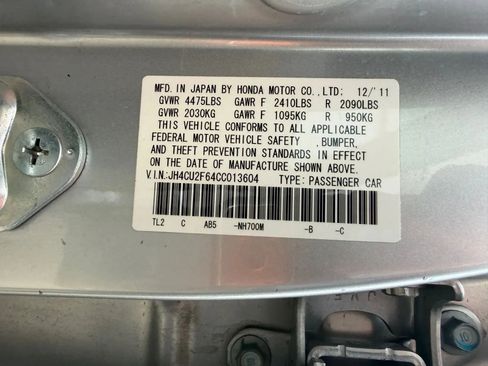 MFD. IN JAPAN BY HONDA MOTOR CO., LTD: 12/'11
GVWR 4475LBS GAWR F 2410LBS R 2090LBS
GVWR 2030KG GAWR F 1095KG R 950KG
THIS VEHICLE CONFORMS TO ALL APPLICABLE
FEDERAL MOTOR VEHICLE SAFETY , BUMPER,
AND THEFT PREVENTION STANDARDS IN EFFECT
ON THE DATE OF MANUFACTURE SHOWN ABOVE.
V.I.N:JH4CU2F64CC013604 TYPE: PASSENGER CAR
TL2 C AB5 -NH700M -B -C
10